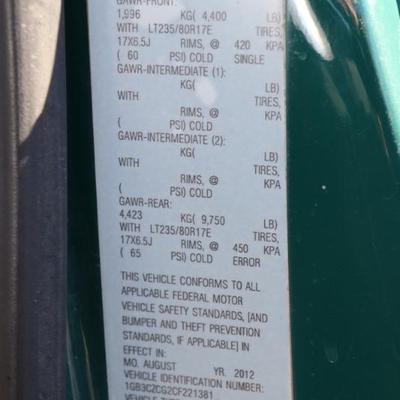 GAWR-FRONT:
1,996 KG( 4,400 LB)
WITH LT235/80R17E TIRES,
17X6.5J RIMS, @ 420 KPA
( 60 PSI) COLD SINGLE
GAWR-INTERMEDIATE (1):
KG( LB)
WITH TIRES,
RIMS, @ KPA
( PSI) COLD
GAWR-INTERMEDIATE (2):
KG( LB)
WITH TIRES,
RIMS, @ KPA
( PSI) COLD
GAWR-REAR:
4,423 KG( 9,750 LB)
WITH LT235/80R17E TIRES,
17X6.5J RIMS, @ 450 KPA
( 65 PSI) COLD ERROR
THIS VEHICLE CONFORMS TO ALL
APPLICABLE FEDERAL MOTOR
VEHICLE SAFETY STANDARDS, [AND
BUMPER AND THEFT PREVENTION
STANDARDS, IF APPLICABLE] IN
EFFECT IN:
MO. AUGUST YR. 2012
VEHICLE IDENTIFICATION NUMBER:
1GB3CZCG2CF221381
VEHICLE TYPE